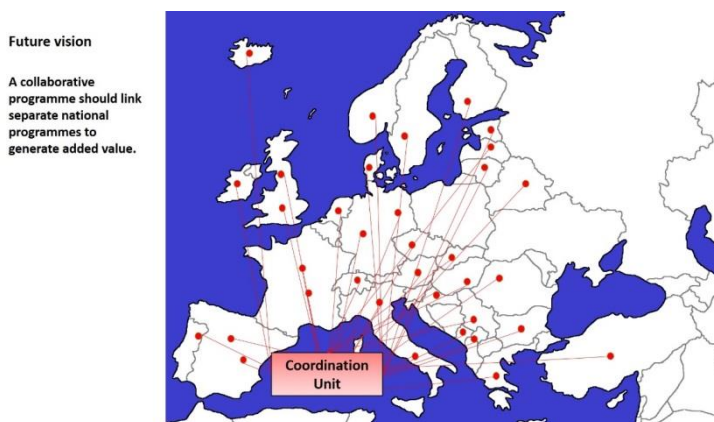 Future vision
A collaborative
programme should link
separate national
programmes to
generate added value.
Coordination
Unit